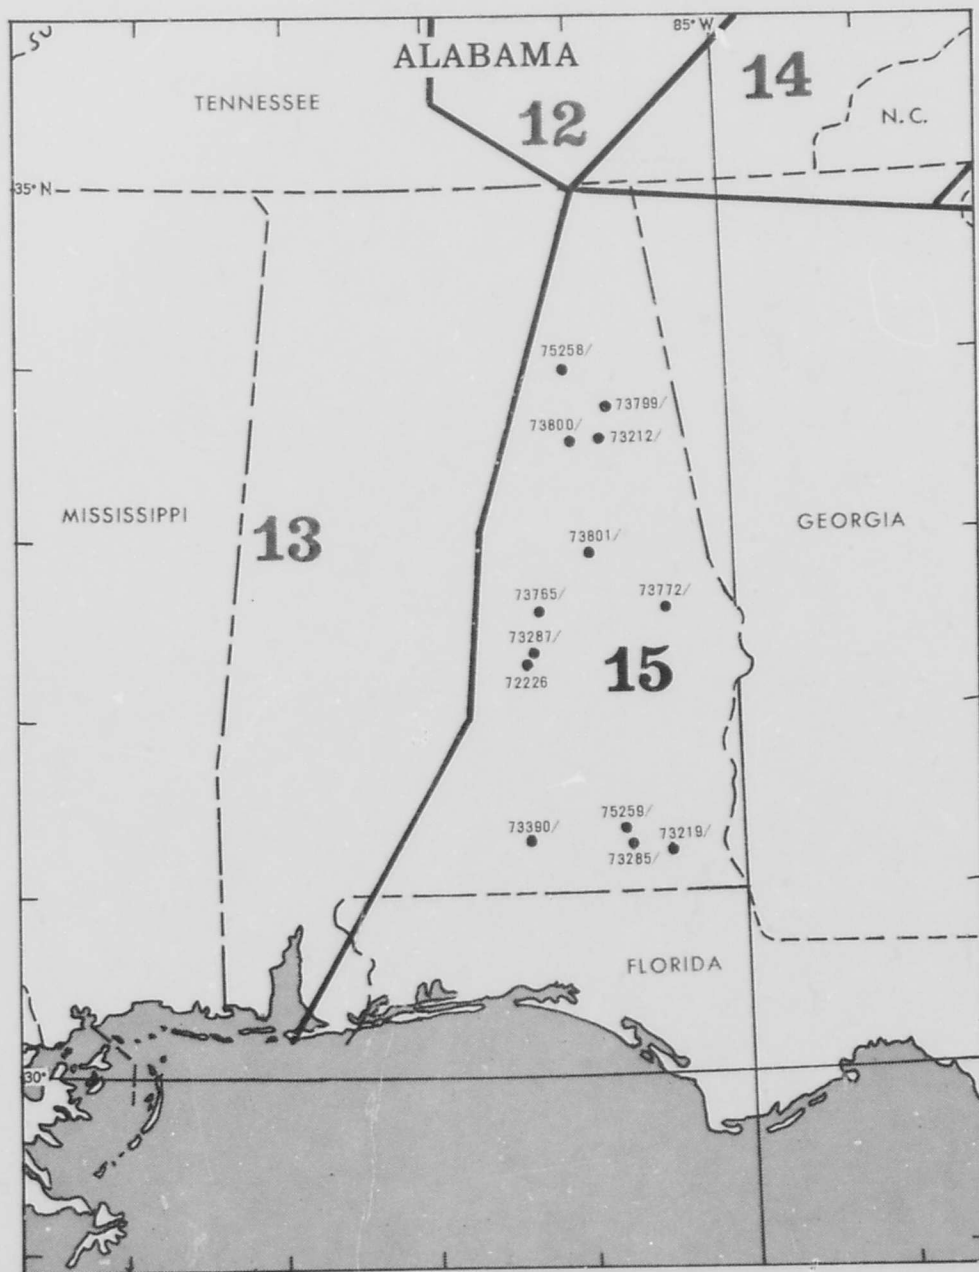 85° W
ALABAMA
14
TENNESSEE
12
N. C.
35° N
75258/
73799/
73800/
73212/
MISSISSIPPI
13
GEORGIA
73801/
73765/
73772/
73287/
15
72226
75259/
73390/
73219/
73285/
FLORIDA
30°